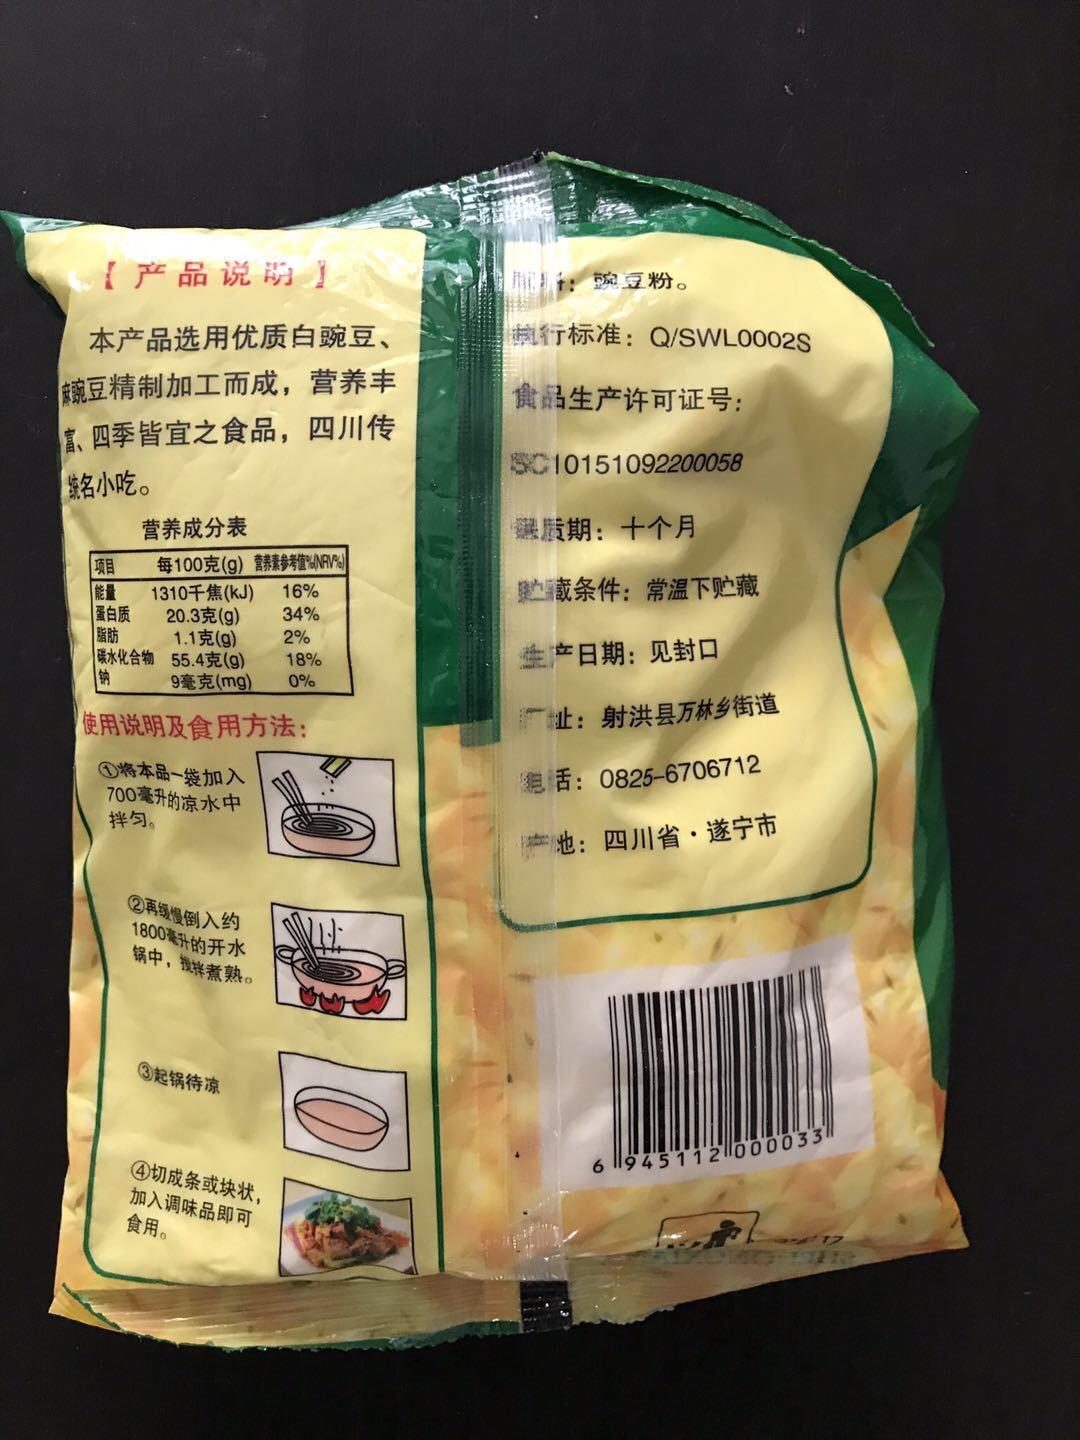 【产品说明】
本产品选用优质白豌豆、
麻豌豆精制加工而成，营养丰
富、四季皆宜之食品，四川传
统名小吃。
营养成分表
项目 每100克(g) 营养素参考值%(NRV%)
能量 1310千焦(kJ) 16%
蛋白质 20.3克(g) 34%
脂肪 1.1克(g) 2%
碳水化合物 55.4克(g) 18%
钠 9毫克(mg) 0%
使用说明及食用方法：
①将本品一袋加入
700毫升的凉水中
拌匀。
②再缓慢倒入约
1800毫升的开水
锅中，搅拌煮熟。
③起锅待凉
④切成条或块状，
加入调味品即可
食用。
料：豌豆粉。
执行标准：Q/SWL0002S
食品生产许可证号：
SC10151092200058
保质期：十个月
贮藏条件：常温下贮藏
生产日期：见封口
厂址：射洪县万林乡街道
电话：0825-6706712
产地：四川省·遂宁市
6 945112 000033